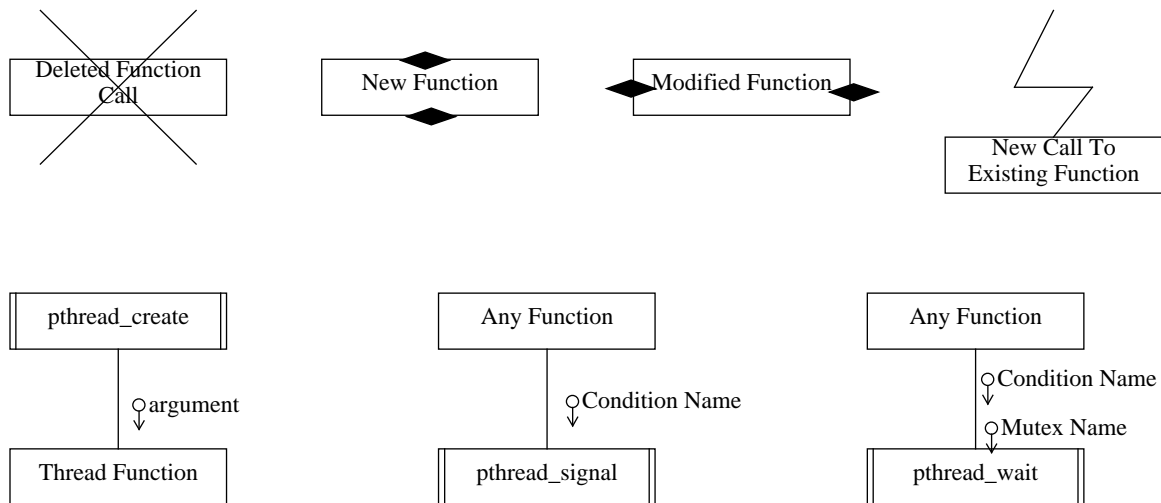 Deleted Function
Call
New Function
Modified Function
New Call To
Existing Function
pthread_create
Any Function
Any Function
argument
Condition Name
Condition Name
Mutex Name
Thread Function
pthread_signal
pthread_wait